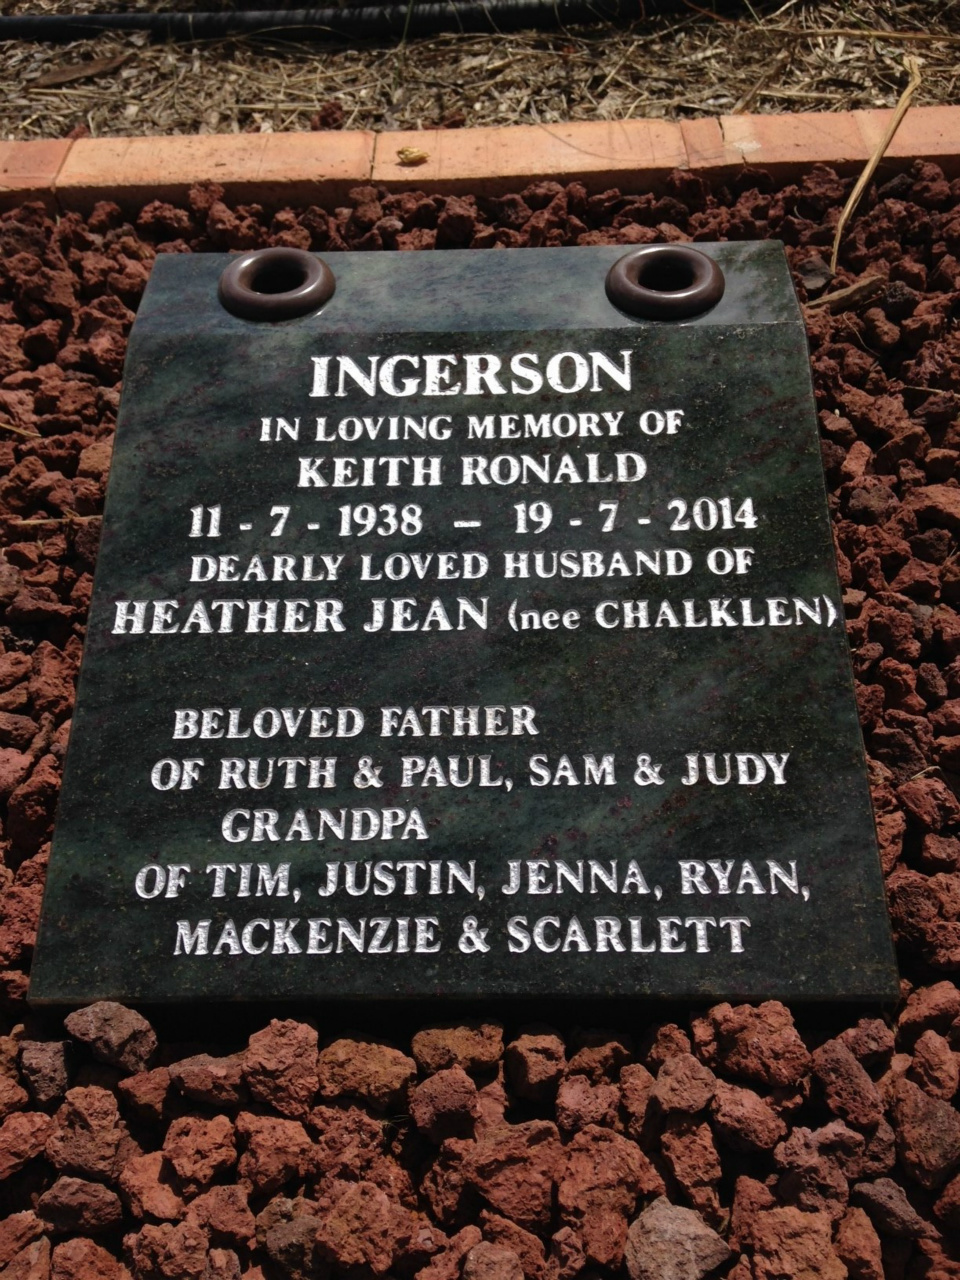 INGERSON
IN LOVING MEMORY OF
KEITH RONALD
11 - 7 - 1938 – 19 - 7 - 2014
DEARLY LOVED HUSBAND OF
HEATHER JEAN (nee CHALKLEN)
BELOVED FATHER
OF RUTH & PAUL, SAM & JUDY
GRANDPA
OF TIM, JUSTIN, JENNA, RYAN,
MACKENZIE & SCARLETT